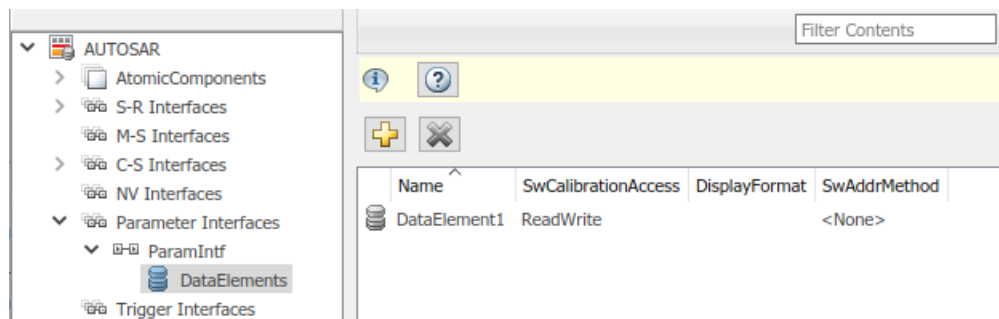 Filter Contents
AUTOSAR
AtomicComponents
S-R Interfaces
M-S Interfaces
C-S Interfaces
NV Interfaces
Parameter Interfaces
ParamIntf
DataElements
Trigger Interfaces
Name SwCalibrationAccess DisplayFormat SwAddrMethod
DataElement1 ReadWrite <None>